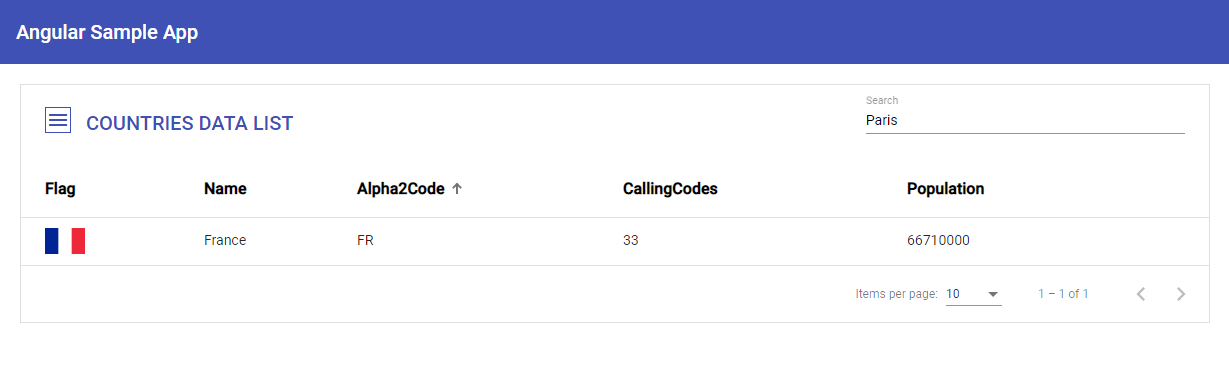 Angular Sample App
COUNTRIES DATA LIST
Search
Paris
Flag Name Alpha2Code CallingCodes Population
France FR 33 66710000
Items per page: 10 1 – 1 of 1